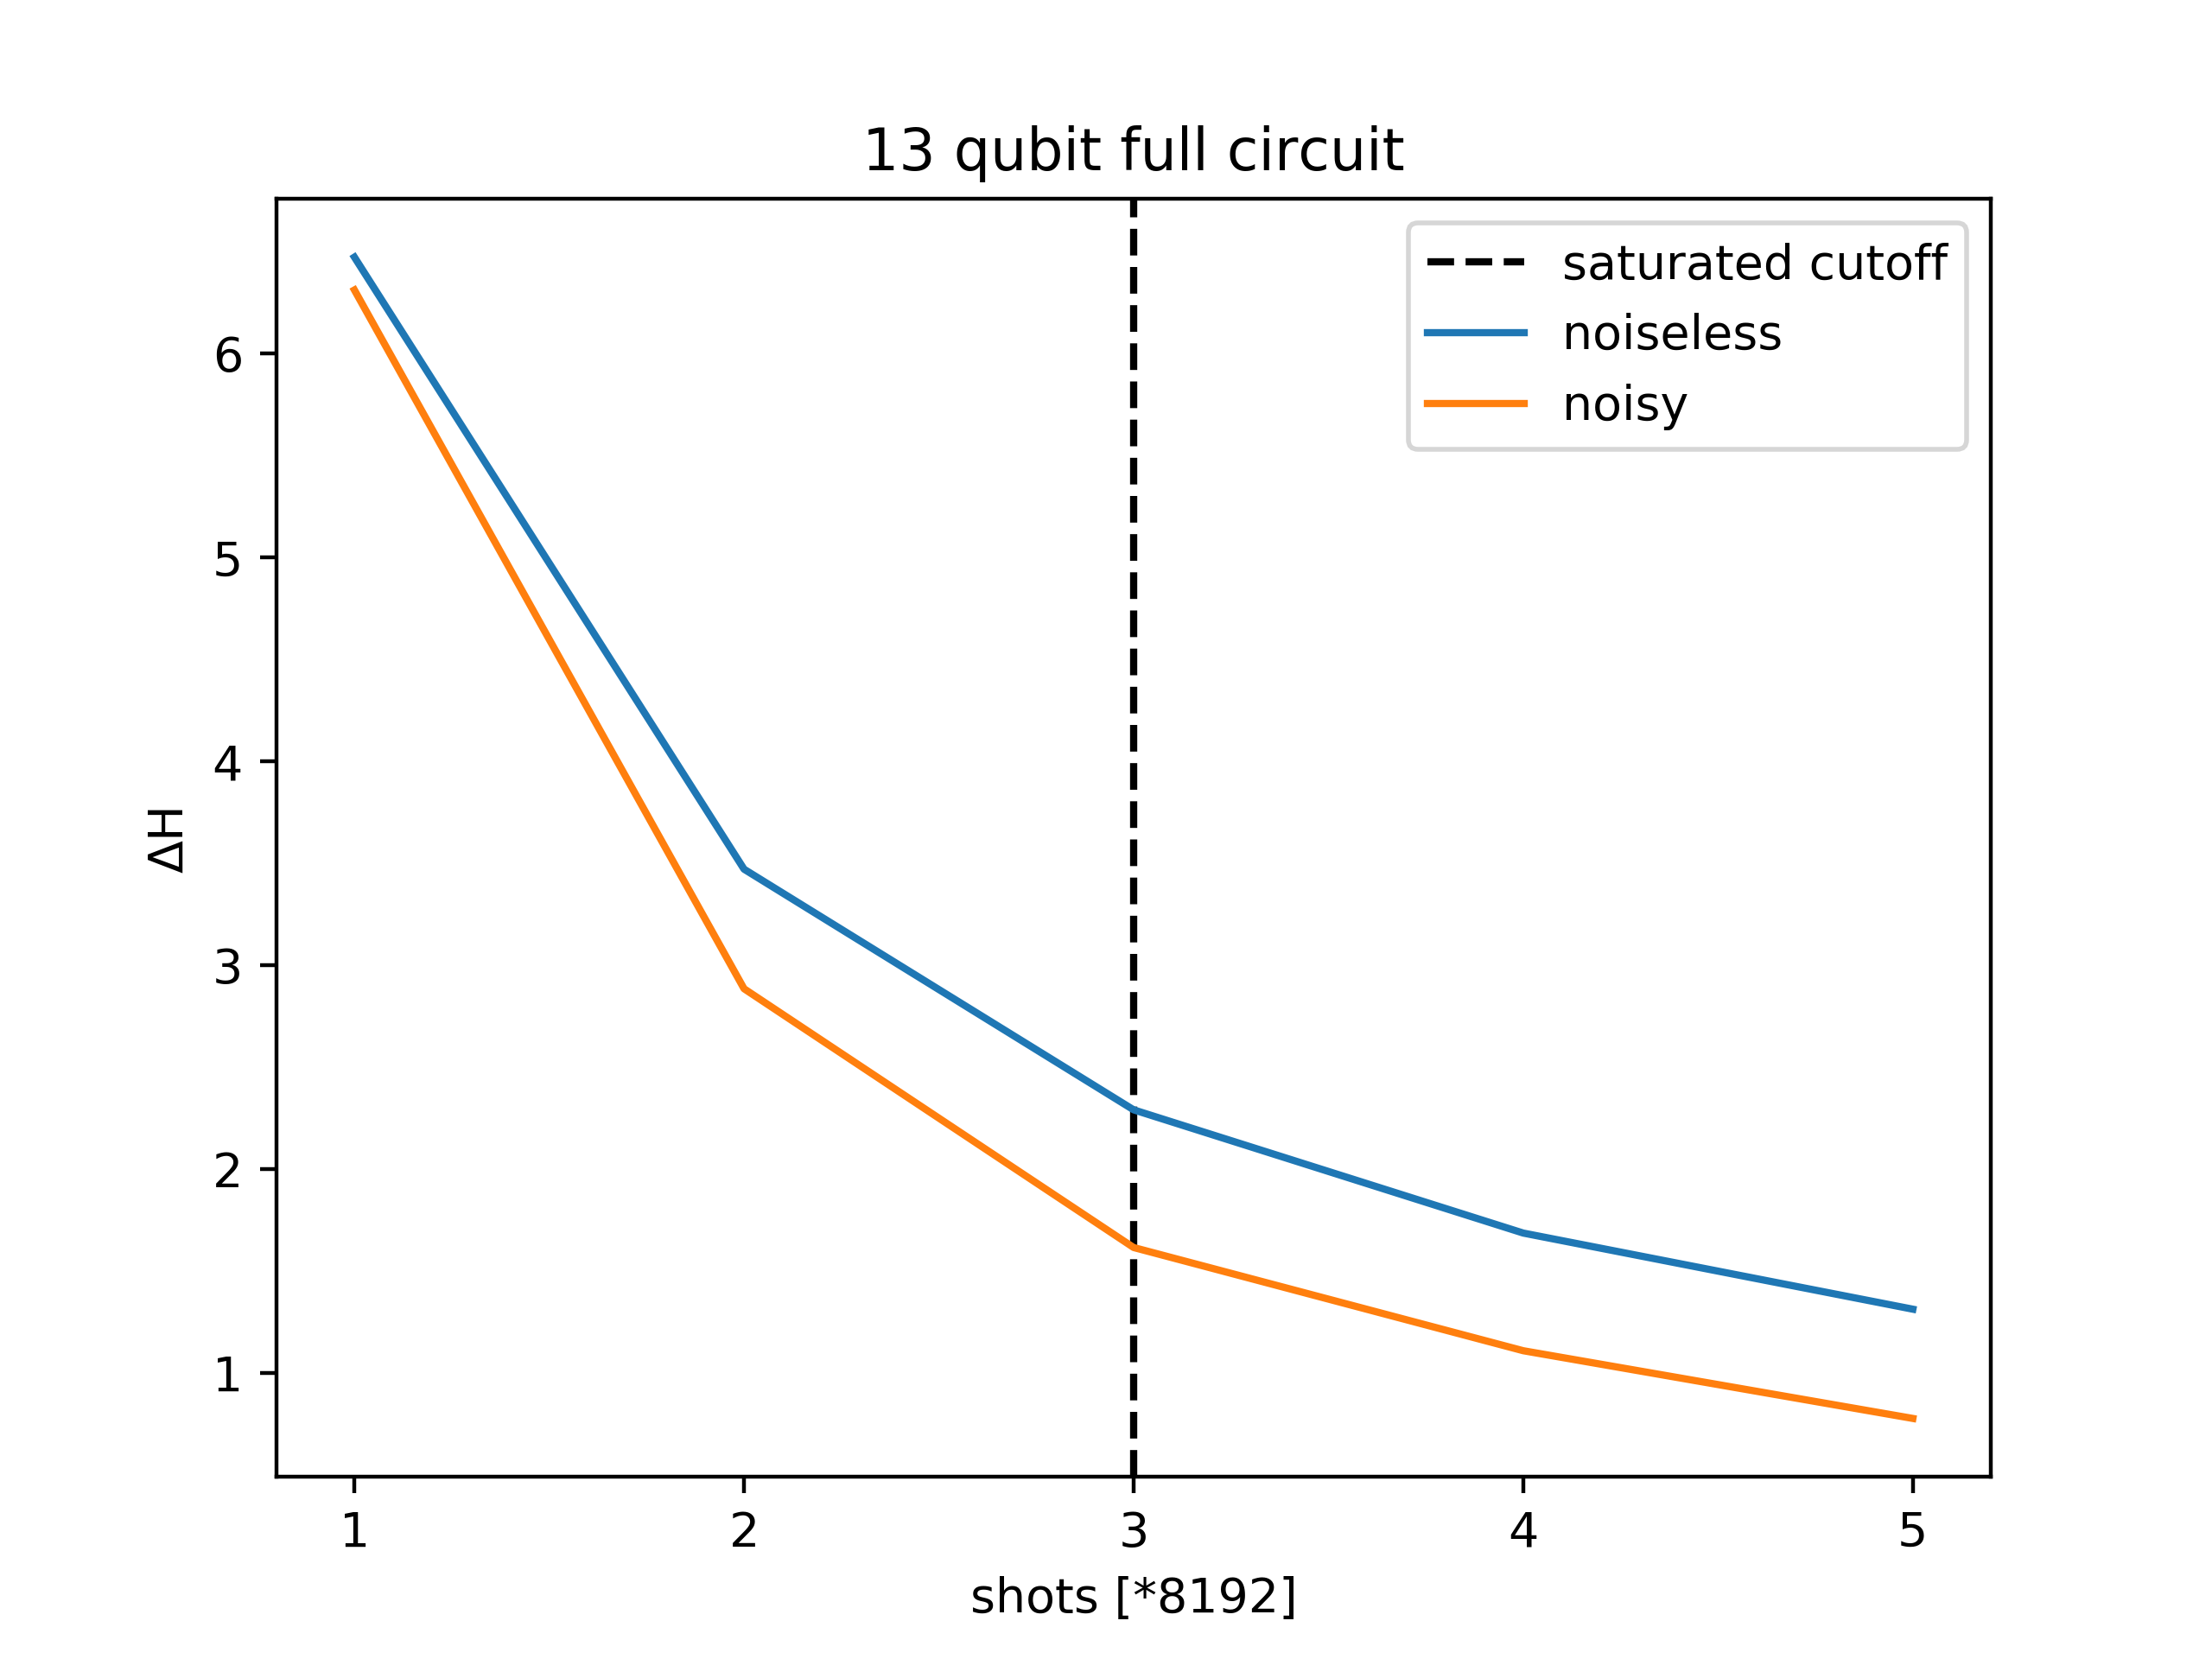 13 qubit full circuit
saturated cutoff
noiseless
noisy
6
5
4
3
2
1
ΔH
1 2 3 4 5
shots [*8192]